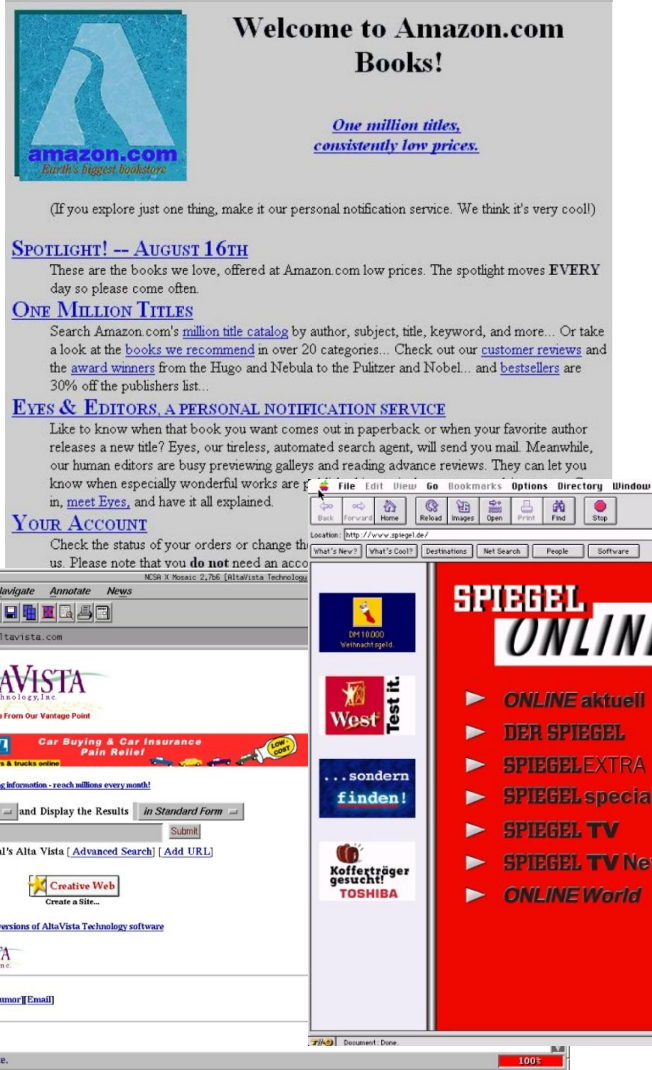 Welcome to Amazon.com
Books!
amazon.com
Earth's biggest bookstore
One million titles,
consistently low prices.
(If you explore just one thing, make it our personal notification service. We think it's very cool!)
SPOTLIGHT! -- AUGUST 16TH
These are the books we love, offered at Amazon.com low prices. The spotlight moves EVERY
day so please come often.
ONE MILLION TITLES
Search Amazon.com's million title catalog by author, subject, title, keyword, and more... Or take
a look at the books we recommend in over 20 categories... Check out our customer reviews and
the award winners from the Hugo and Nebula to the Pulitzer and Nobel... and bestsellers are
30% off the publishers list...
EYES & EDITORS, A PERSONAL NOTIFICATION SERVICE
Like to know when that book you want comes out in paperback or when your favorite author
releases a new title? Eyes, our tireless, automated search agent, will send you mail. Meanwhile,
our human editors are busy previewing galleys and reading advance reviews. They can let you
know when especially wonderful works are
in, meet Eyes, and have it all explained.
YOUR ACCOUNT
Check the status of your orders or change
us. Please note that you do not need an
NCSA X Mosaic 2.7b6 [AltaVista Technology
Navigate Annotate News
ltavista.com
AVISTA
Technology, Inc.
From Our Vantage Point
Car Buying & Car Insurance
Pain Relief
LOW-COST
s & trucks online
information - reach millions every month!
and Display the Results in Standard Form
Submit
al's Alta Vista [ Advanced Search] [ Add URL]
Creative Web
Create a Site...
versions of AltaVista Technology software
[Email]
100%
File Edit View Go Bookmarks Options Directory Window
Back Forward Home Reload Images Open Print Find Stop
Location: http://www.spiegel.de/
What's New? What's Cool? Destinations Net Search People Software
SPIEGEL
ONLINE
DM 10.000
Weihnachtsgeld.
West Test it.
...sondern
finden!
Kofferträger
gesucht!
TOSHIBA
ONLINE aktuell
DER SPIEGEL
SPIEGEL EXTRA
SPIEGEL specia
SPIEGEL TV
SPIEGEL TV Ne
ONLINE World
Document: Done.